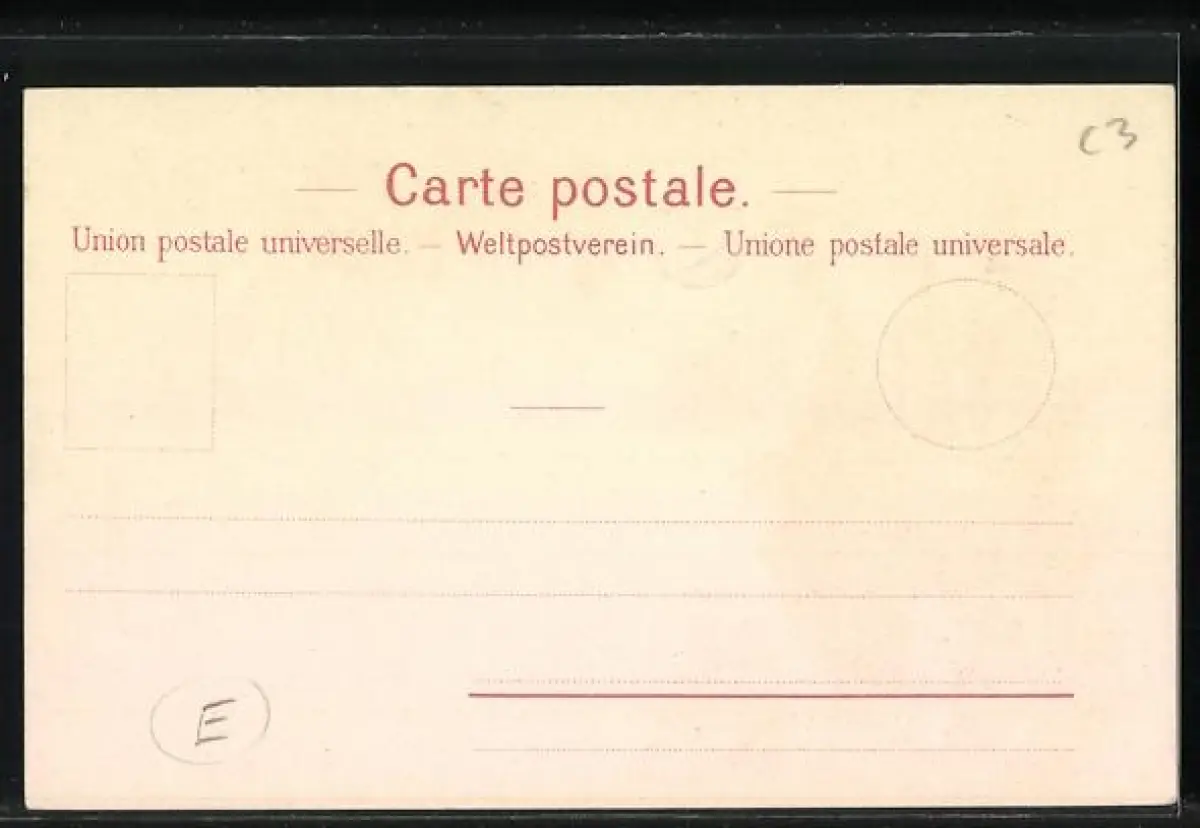 C3
— Carte postale. —
Union postale universelle. — Weltpostverein. — Unione postale universale.
E